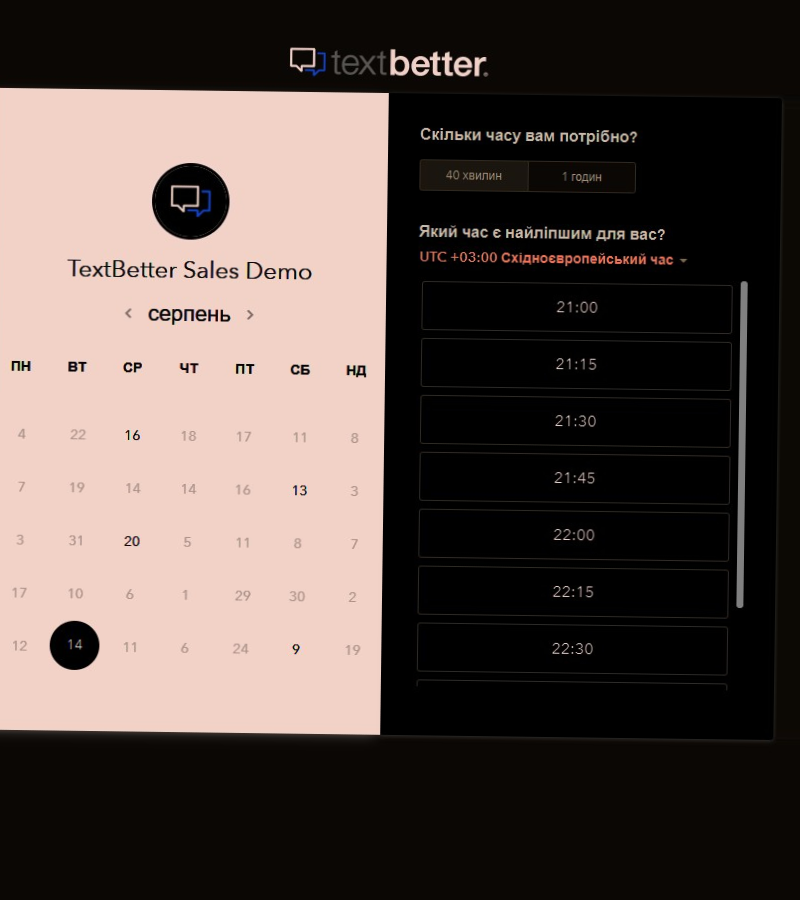 textbetter.
TextBetter Sales Demo
серпень
ПН ВТ СР ЧТ ПТ СБ НД
4 22 16 18 17 11 8
7 19 14 14 16 13 3
3 31 20 5 11 8 7
17 10 6 1 29 30 2
12 14 11 6 24 9 19
Скільки часу вам потрібно?
40 хвилин 1 годин
Який час є найліпшим для вас?
UTC +03:00 Східноєвропейський час
21:00
21:15
21:30
21:45
22:00
22:15
22:30